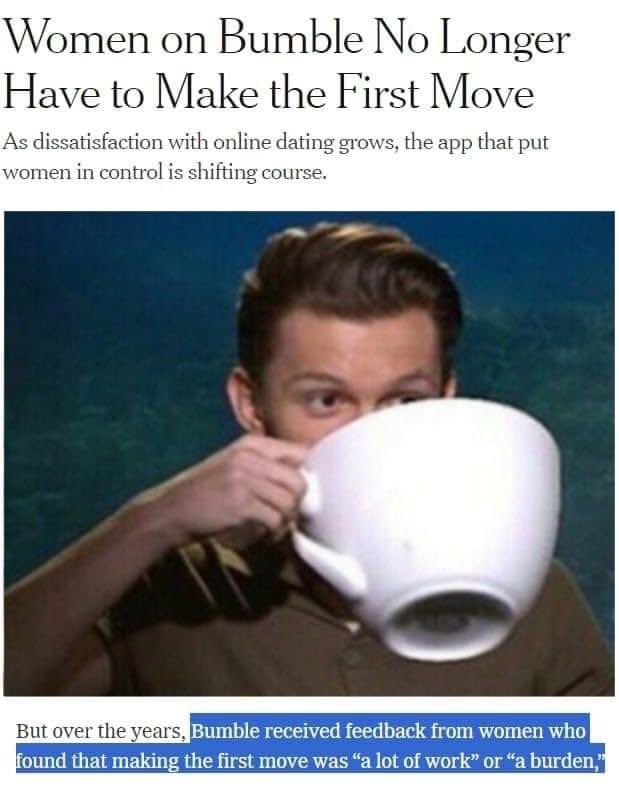 Women on Bumble No Longer
Have to Make the First Move
As dissatisfaction with online dating grows, the app that put
women in control is shifting course.
But over the years, Bumble received feedback from women who
found that making the first move was “a lot of work” or “a burden,”